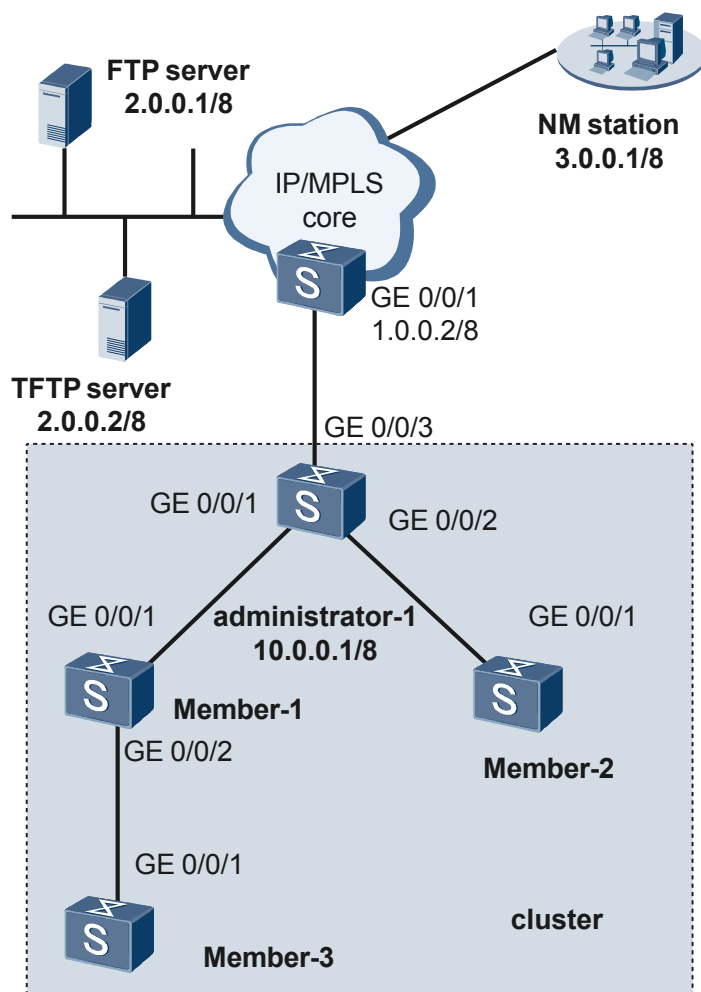 FTP server
2.0.0.1/8
NM station
3.0.0.1/8
IP/MPLS
core
S
GE 0/0/1
1.0.0.2/8
TFTP server
2.0.0.2/8
GE 0/0/3
GE 0/0/1
S
GE 0/0/2
GE 0/0/1
administrator-1
10.0.0.1/8
GE 0/0/1
S
Member-1
S
GE 0/0/2
Member-2
GE 0/0/1
S
Member-3
cluster